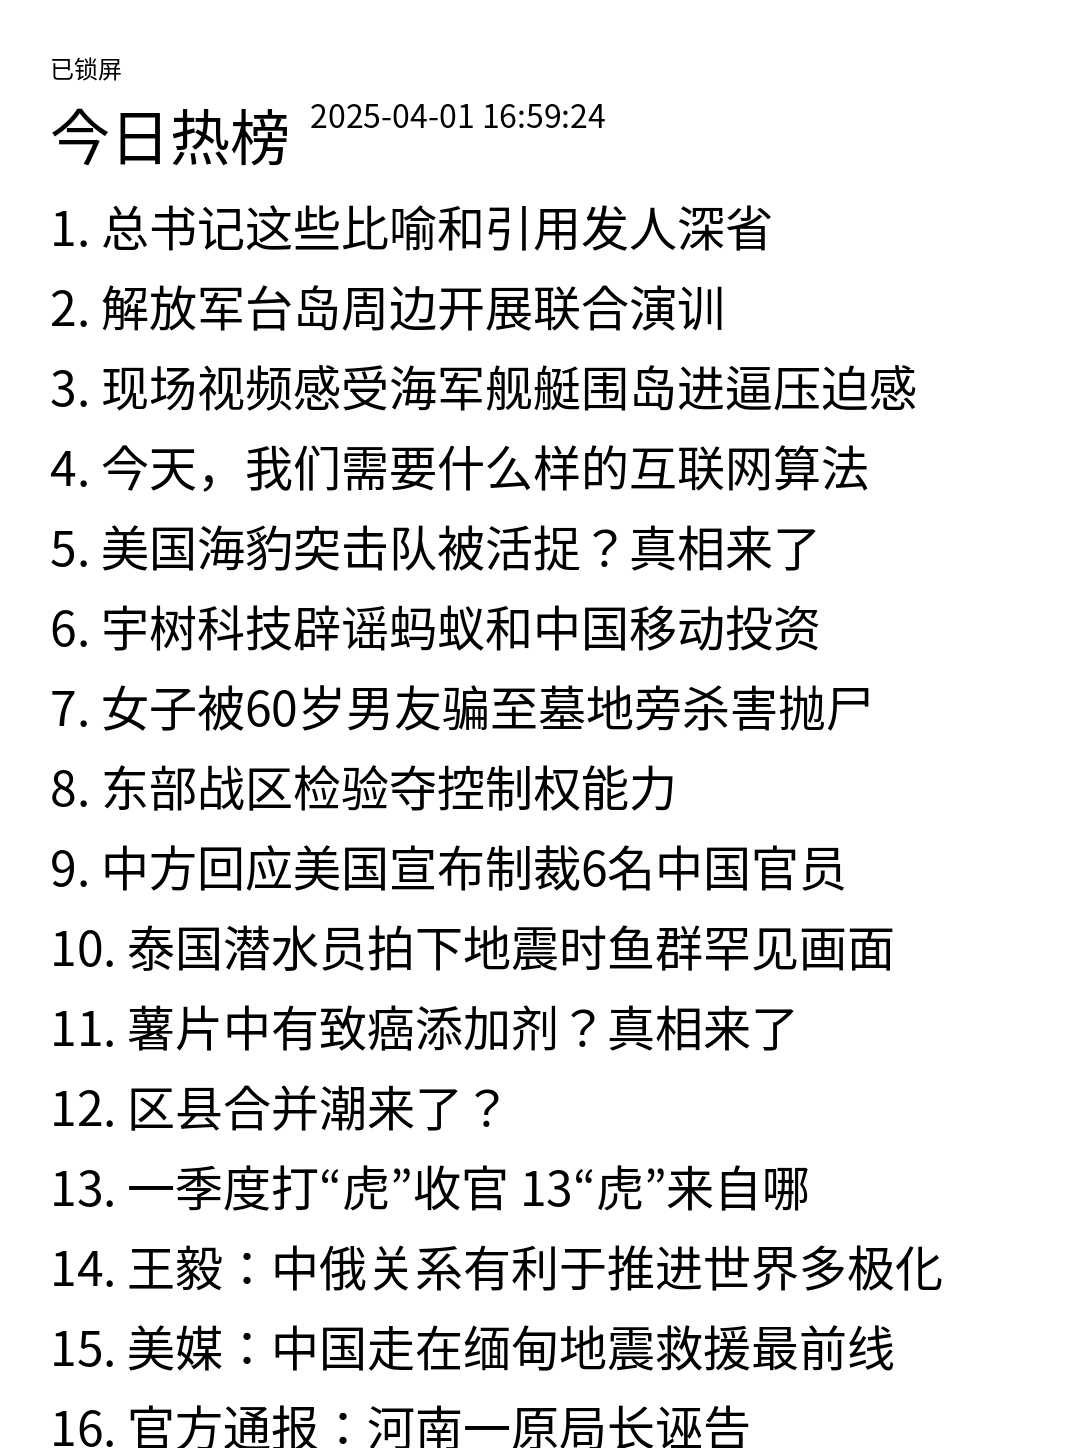 已锁屏
今日热榜 2025-04-01 16:59:24
1. 总书记这些比喻和引用发人深省
2. 解放军台岛周边开展联合演训
3. 现场视频感受海军舰艇围岛进逼压迫感
4. 今天，我们需要什么样的互联网算法
5. 美国海豹突击队被活捉？真相来了
6. 宇树科技辟谣蚂蚁和中国移动投资
7. 女子被60岁男友骗至墓地旁杀害抛尸
8. 东部战区检验夺控制权能力
9. 中方回应美国宣布制裁6名中国官员
10. 泰国潜水员拍下地震时鱼群罕见画面
11. 薯片中有致癌添加剂？真相来了
12. 区县合并潮来了？
13. 一季度打“虎”收官 13“虎”来自哪
14. 王毅：中俄关系有利于推进世界多极化
15. 美媒：中国走在缅甸地震救援最前线
16. 官方通报：河南一原局长诬告